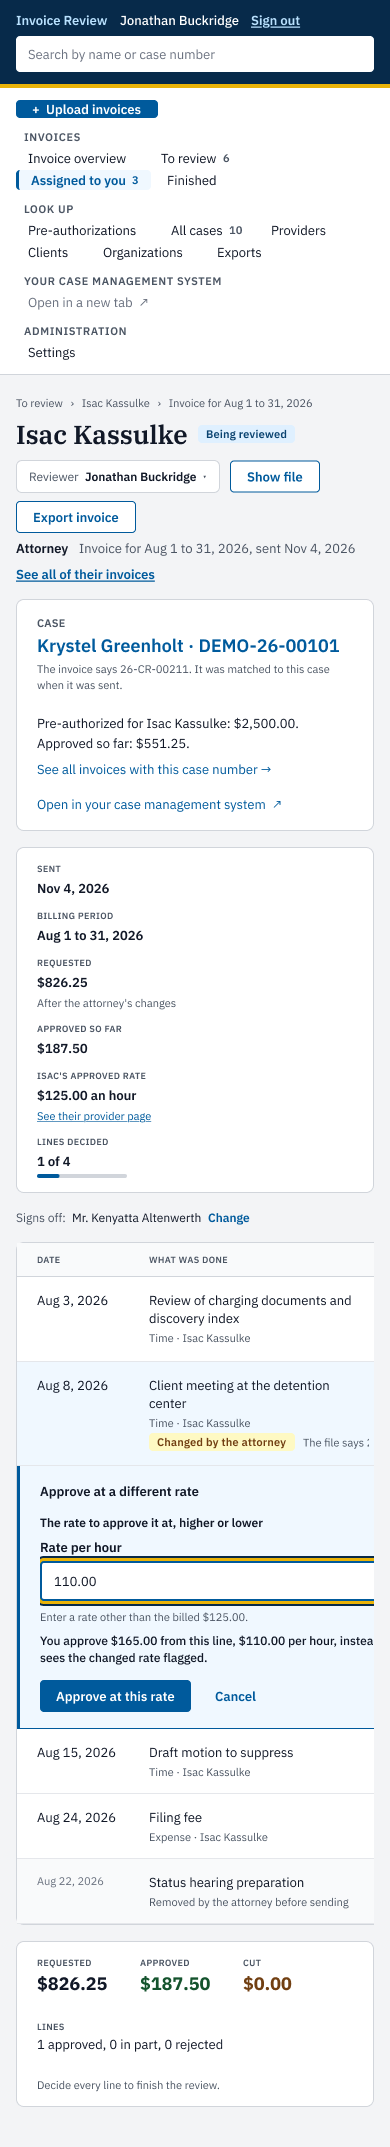 Invoice Review Jonathan Buckridge Sign out
Search by name or case number
+ Upload invoices
INVOICES
Invoice overview To review 6
Assigned to you 3 Finished
LOOK UP
Pre-authorizations All cases 10 Providers
Clients Organizations Exports
YOUR CASE MANAGEMENT SYSTEM
Open in a new tab ↗
ADMINISTRATION
Settings
To review › Isac Kassulke › Invoice for Aug 1 to 31, 2026
Isac Kassulke Being reviewed
Reviewer Jonathan Buckridge · Show file
Export invoice
Attorney Invoice for Aug 1 to 31, 2026, sent Nov 4, 2026
See all of their invoices
CASE
Krystel Greenholt · DEMO-26-00101
The invoice says 26-CR-00211. It was matched to this case
when it was sent.
Pre-authorized for Isac Kassulke: $2,500.00.
Approved so far: $551.25.
See all invoices with this case number →
Open in your case management system ↗
SENT
Nov 4, 2026
BILLING PERIOD
Aug 1 to 31, 2026
REQUESTED
$826.25
After the attorney's changes
APPROVED SO FAR
$187.50
ISAC'S APPROVED RATE
$125.00 an hour
See their provider page
LINES DECIDED
1 of 4
Signs off: Mr. Kenyatta Altenwerth Change
DATE WHAT WAS DONE
Aug 3, 2026 Review of charging documents and
discovery index
Time · Isac Kassulke
Aug 8, 2026 Client meeting at the detention
center
Time · Isac Kassulke
Changed by the attorney The file says
Approve at a different rate
The rate to approve it at, higher or lower
Rate per hour
110.00
Enter a rate other than the billed $125.00.
You approve $165.00 from this line, $110.00 per hour, instea
sees the changed rate flagged.
Approve at this rate Cancel
Aug 15, 2026 Draft motion to suppress
Time · Isac Kassulke
Aug 24, 2026 Filing fee
Expense · Isac Kassulke
Aug 22, 2026 Status hearing preparation
Removed by the attorney before sending
REQUESTED APPROVED CUT
$826.25 $187.50 $0.00
LINES
1 approved, 0 in part, 0 rejected
Decide every line to finish the review.